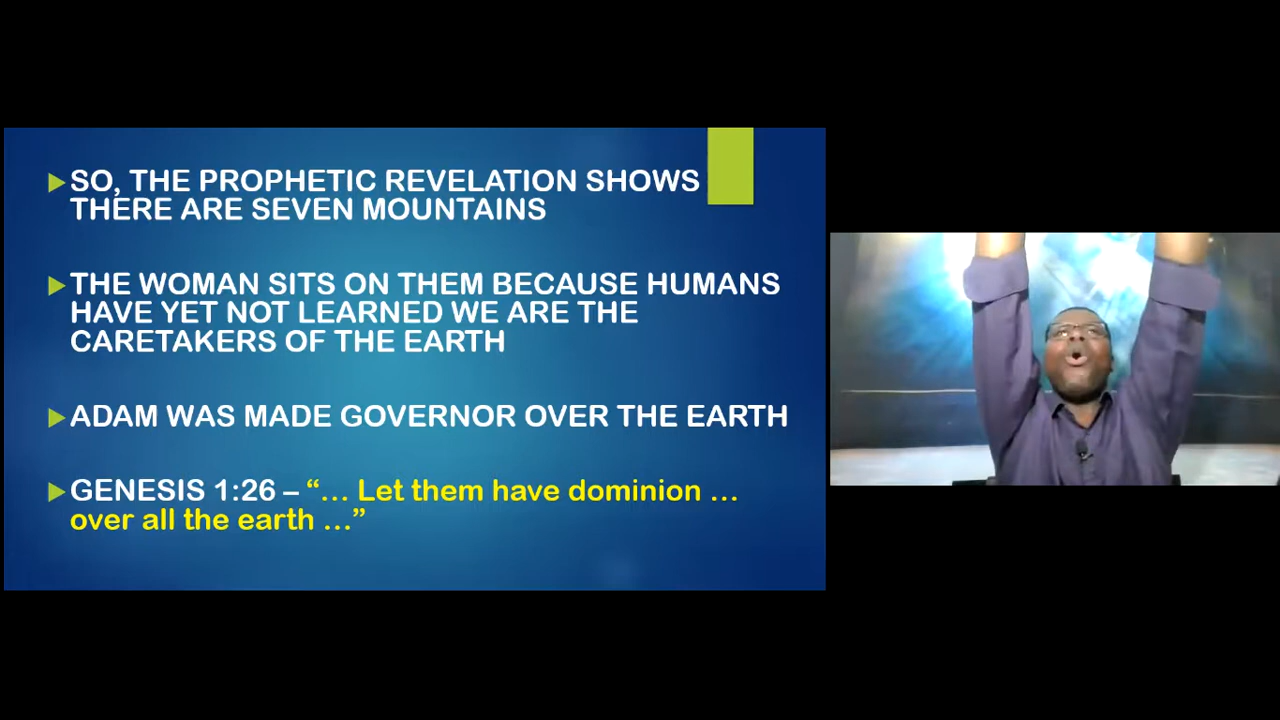 SO, THE PROPHETIC REVELATION SHOWS
THERE ARE SEVEN MOUNTAINS
THE WOMAN SITS ON THEM BECAUSE HUMANS
HAVE YET NOT LEARNED WE ARE THE
CARETAKERS OF THE EARTH
ADAM WAS MADE GOVERNOR OVER THE EARTH
GENESIS 1:26 – “… Let them have dominion …
over all the earth …”